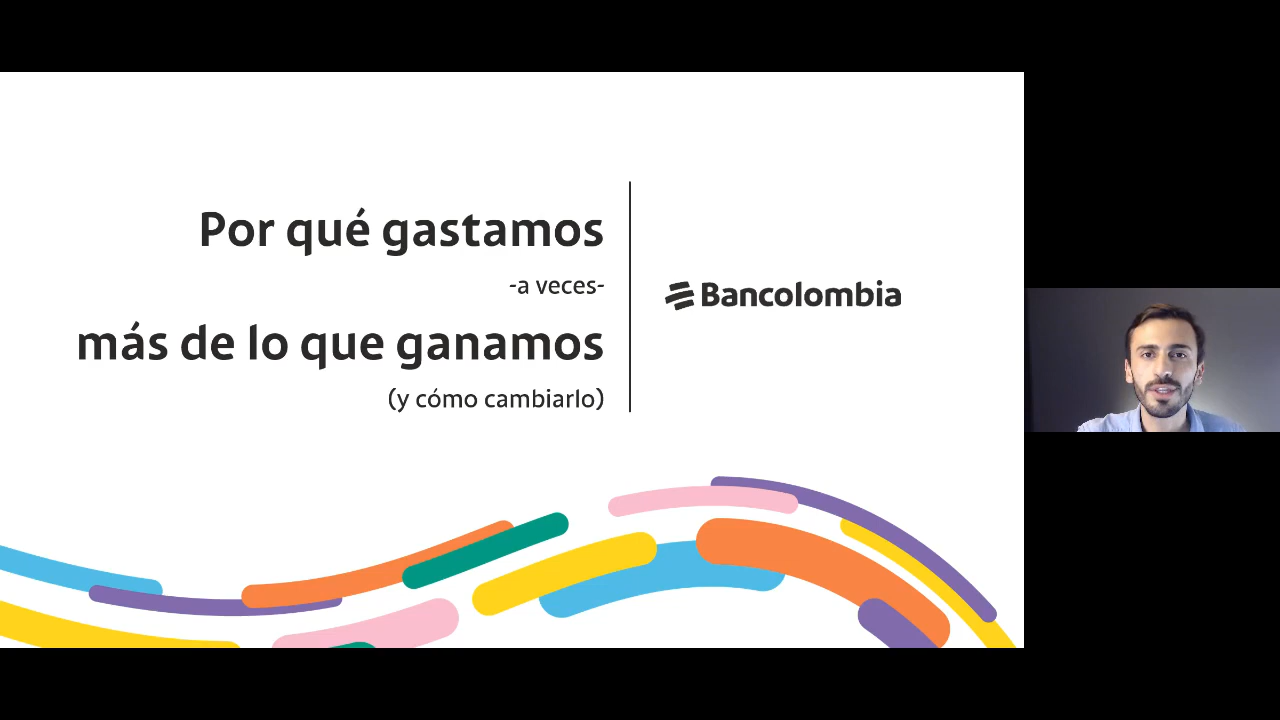 Por qué gastamos
-a veces-
más de lo que ganamos
(y cómo cambiarlo)
Bancolombia